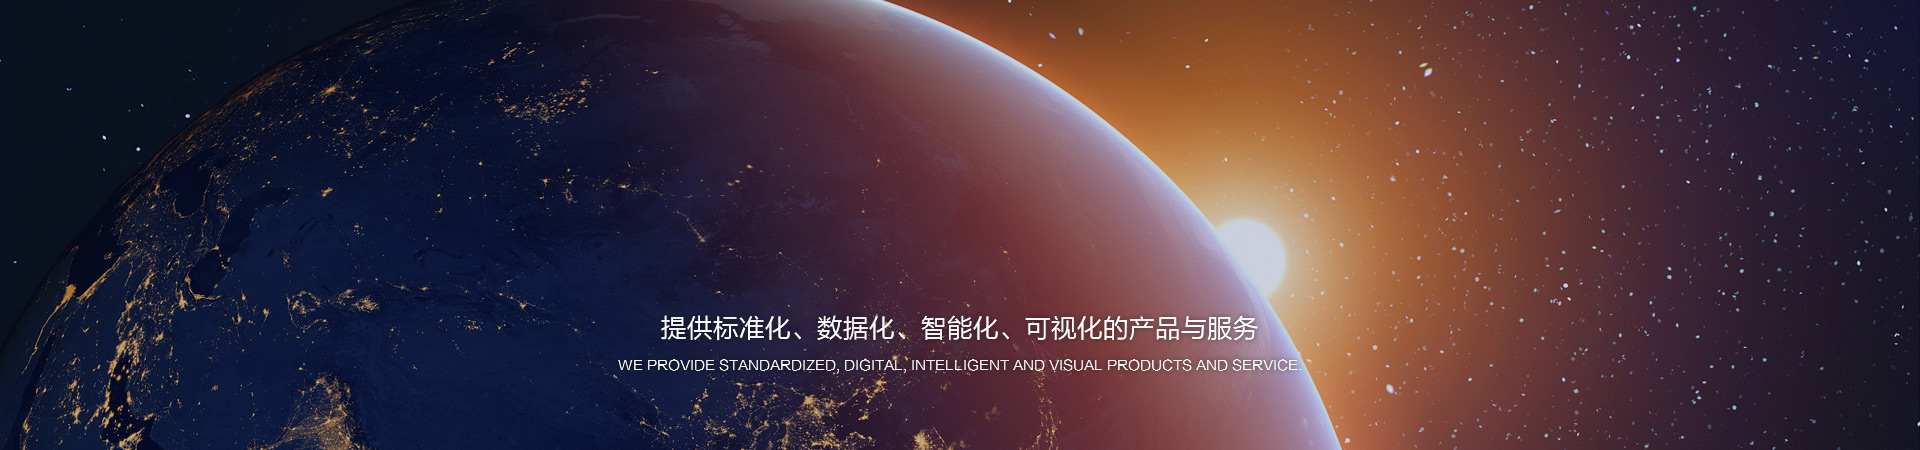 提供标准化、数据化、智能化、可视化的产品与服务
WE PROVIDE STANDARDIZED, DIGITAL, INTELLIGENT AND VISUAL PRODUCTS AND SERVICE.